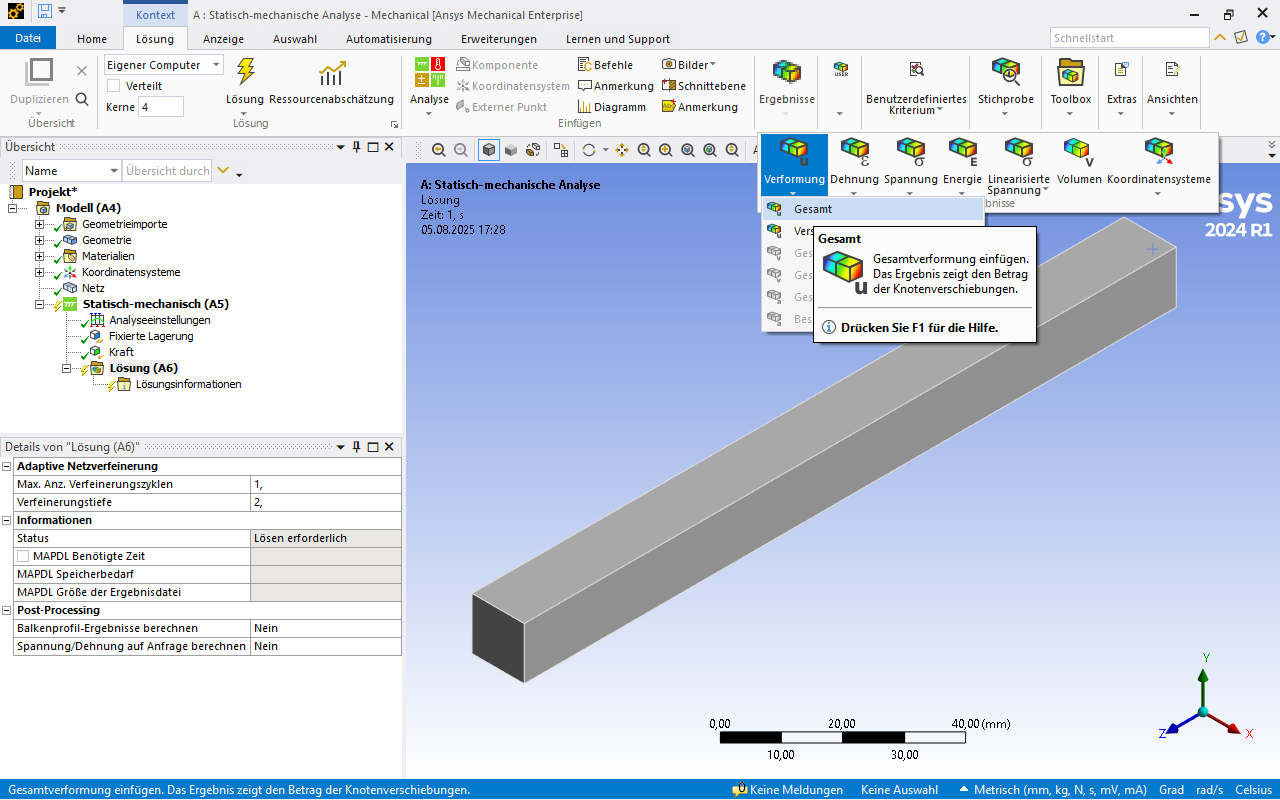 Kontext
A : Statisch-mechanische Analyse - Mechanical [Ansys Mechanical Enterprise]
Datei
Home
Lösung
Anzeige
Auswahl
Automatisierung
Erweiterungen
Lernen und Support
Schnellstart
Duplizieren
Übersicht
Eigener Computer
Verteilt
Kerne 4
Lösung
Ressourcenabschätzung
Lösung
Analyse
Komponente
Koordinatensystem
Externer Punkt
Befehle
Anmerkung
Diagramm
Bilder
Schnittebene
Anmerkung
Einfügen
Ergebnisse
USER
Benutzerdefiniertes
Kriterium
Stichprobe
Toolbox
Extras
Ansichten
Übersicht
Name
Übersicht durch
Projekt*
Modell (A4)
Geometrieimporte
Geometrie
Materialien
Koordinatensysteme
Netz
Statisch-mechanisch (A5)
Analyseeinstellungen
Fixierte Lagerung
Kraft
Lösung (A6)
Lösungsinformationen
Details von "Lösung (A6)"
Adaptive Netzverfeinerung
Max. Anz. Verfeinerungszyklen 1,
Verfeinerungstiefe 2,
Informationen
Status Lösen erforderlich
MAPDL Benötigte Zeit
MAPDL Speicherbedarf
MAPDL Größe der Ergebnisdatei
Post-Processing
Balkenprofil-Ergebnisse berechnen Nein
Spannung/Dehnung auf Anfrage berechnen Nein
A: Statisch-mechanische Analyse
Lösung
Zeit: 1, s
05.08.2025 17:28
Verformung
Dehnung
Spannung
Energie
Linearisierte
Spannung
Volumen
Koordinatensysteme
bnisse
Gesamt
Vers
Ges
Ges
Ges
Bes
Gesamt
Gesamtverformung einfügen.
Das Ergebnis zeigt den Betrag
der Knotenverschiebungen.
Drücken Sie F1 für die Hilfe.
sys
2024 R1
0,00 20,00 40,00 (mm)
10,00 30,00
Y
Z
X
Gesamtverformung einfügen. Das Ergebnis zeigt den Betrag der Knotenverschiebungen.
0
Keine Meldungen
Keine Auswahl
Metrisch (mm, kg, N, s, mV, mA)
Grad
rad/s
Celsius